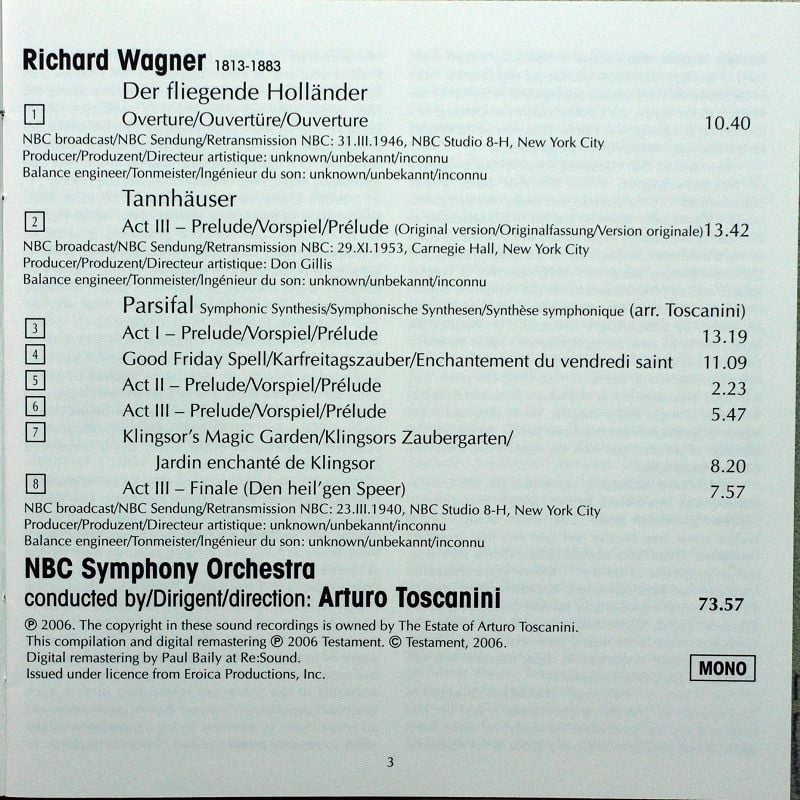 Richard Wagner 1813-1883
Der fliegende Holländer
1 Overture/Ouvertüre/Ouverture 10.40
NBC broadcast/NBC Sendung/Retransmission NBC: 31.III.1946, NBC Studio 8-H, New York City
Producer/Produzent/Directeur artistique: unknown/unbekannt/inconnu
Balance engineer/Tonmeister/Ingénieur du son: unknown/unbekannt/inconnu
Tannhäuser
2 Act III – Prelude/Vorspiel/Prélude (Original version/Originalfassung/Version originale) 13.42
NBC broadcast/NBC Sendung/Retransmission NBC: 29.XI.1953, Carnegie Hall, New York City
Producer/Produzent/Directeur artistique: Don Gillis
Balance engineer/Tonmeister/Ingénieur du son: unknown/unbekannt/inconnu
Parsifal Symphonic Synthesis/Symphonische Synthesen/Synthèse symphonique (arr. Toscanini)
3 Act I – Prelude/Vorspiel/Prélude 13.19
4 Good Friday Spell/Karfreitagszauber/Enchantement du vendredi saint 11.09
5 Act II – Prelude/Vorspiel/Prélude 2.23
6 Act III – Prelude/Vorspiel/Prélude 5.47
7 Klingsor's Magic Garden/Klingsors Zaubergarten/
Jardin enchanté de Klingsor 8.20
8 Act III – Finale (Den heil'gen Speer) 7.57
NBC broadcast/NBC Sendung/Retransmission NBC: 23.III.1940, NBC Studio 8-H, New York City
Producer/Produzent/Directeur artistique: unknown/unbekannt/inconnu
Balance engineer/Tonmeister/Ingénieur du son: unknown/unbekannt/inconnu
NBC Symphony Orchestra
conducted by/Dirigent/direction: Arturo Toscanini 73.57
℗ 2006. The copyright in these sound recordings is owned by The Estate of Arturo Toscanini.
This compilation and digital remastering ℗ 2006 Testament. © Testament, 2006.
Digital remastering by Paul Baily at Re:Sound.
Issued under licence from Eroica Productions, Inc.
MONO
3